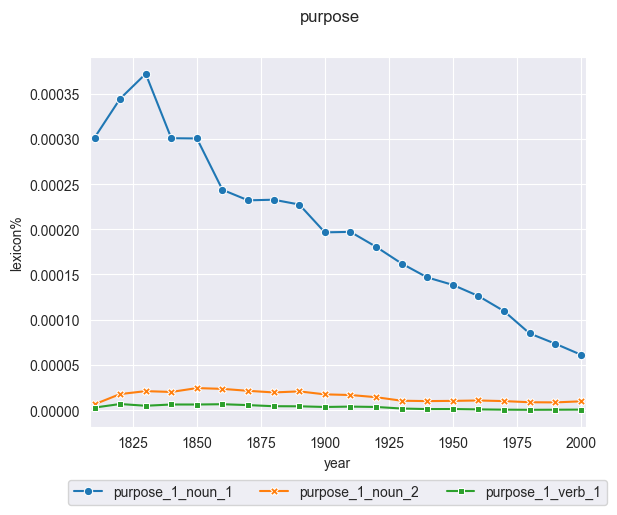 purpose
0.00035
0.00030
0.00025
0.00020
0.00015
0.00010
0.00005
0.00000
lexicon%
1825 1850 1875 1900 1925 1950 1975 2000
year
purpose_1_noun_1 purpose_1_noun_2 purpose_1_verb_1